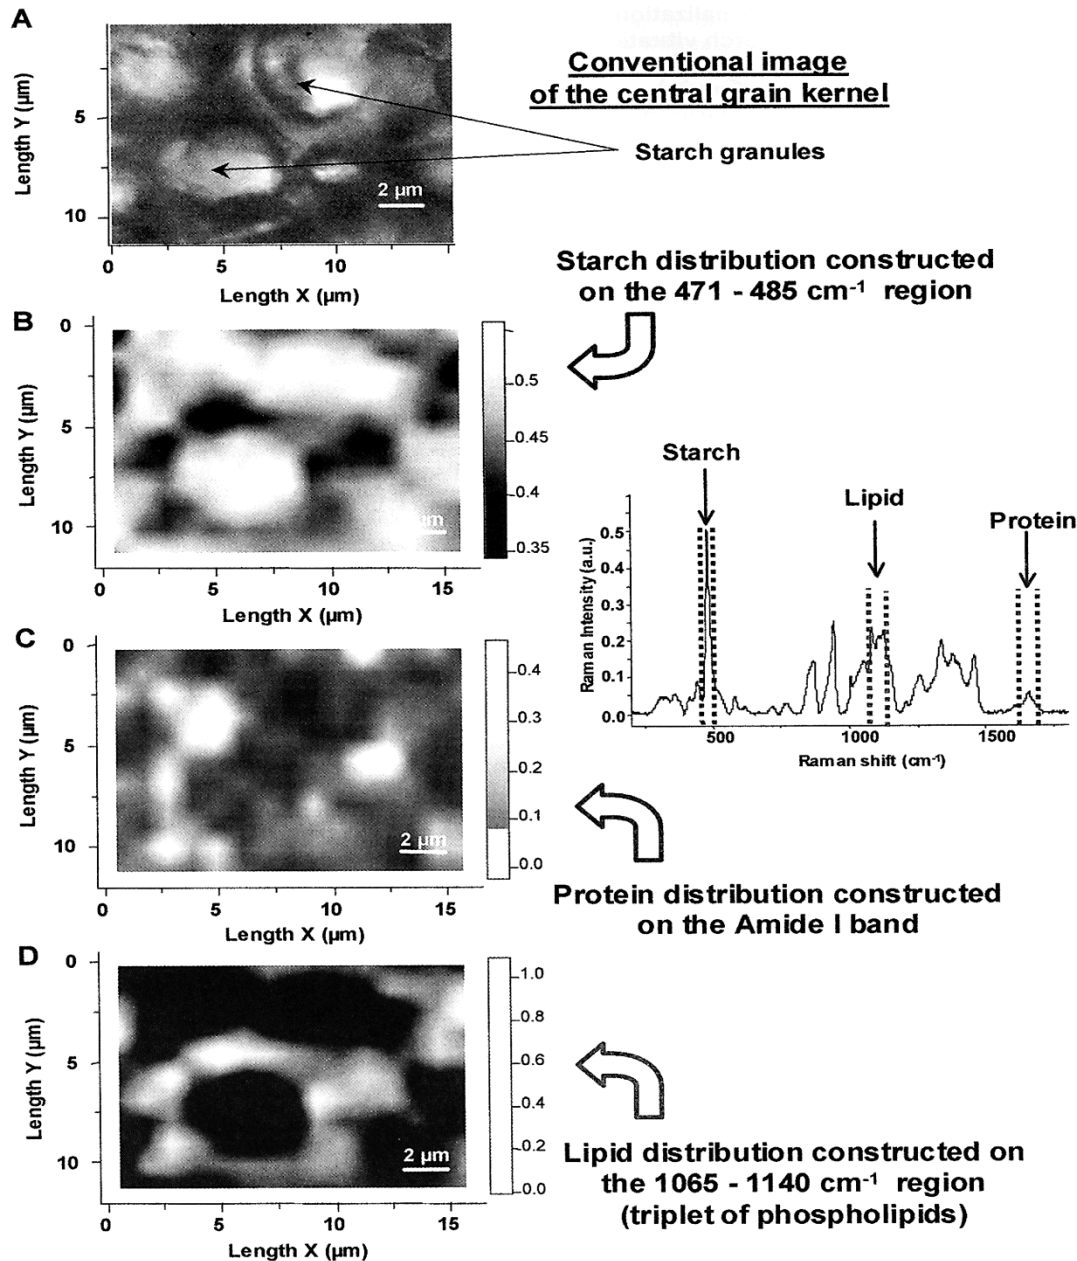 A
Conventional image
of the central grain kernel
Starch granules
Length Y (µm)
5
10
2 µm
0
5
10
15
Length X (µm)
Starch distribution constructed
on the 471 - 485 cm⁻¹ region
B
Length Y (µm)
0
5
10
0.5
0.45
0.4
0.35
0
5
10
15
Length X (µm)
Starch
Lipid
Protein
Raman Intensity (a.u.)
0.5
0.4
0.3
0.2
0.1
0.0
500
1000
1500
Raman shift (cm⁻¹)
C
Length Y (µm)
0
5
10
2 µm
0.4
0.3
0.2
0.1
0.0
0
5
10
15
Length X (µm)
Protein distribution constructed
on the Amide I band
D
Length Y (µm)
0
5
10
2 µm
1.0
0.8
0.6
0.4
0.2
0.0
0
5
10
15
Length X (µm)
Lipid distribution constructed on
the 1065 - 1140 cm⁻¹ region
(triplet of phospholipids)